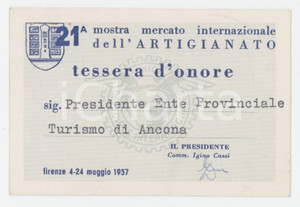 21ª mostra mercato internazionale
dell'ARTIGIANATO
tessera d'onore
sig. Presidente Ente Provinciale
Turismo di Ancona
IL PRESIDENTE
Comm. Igino Cassi
firenze 4-24 maggio 1957